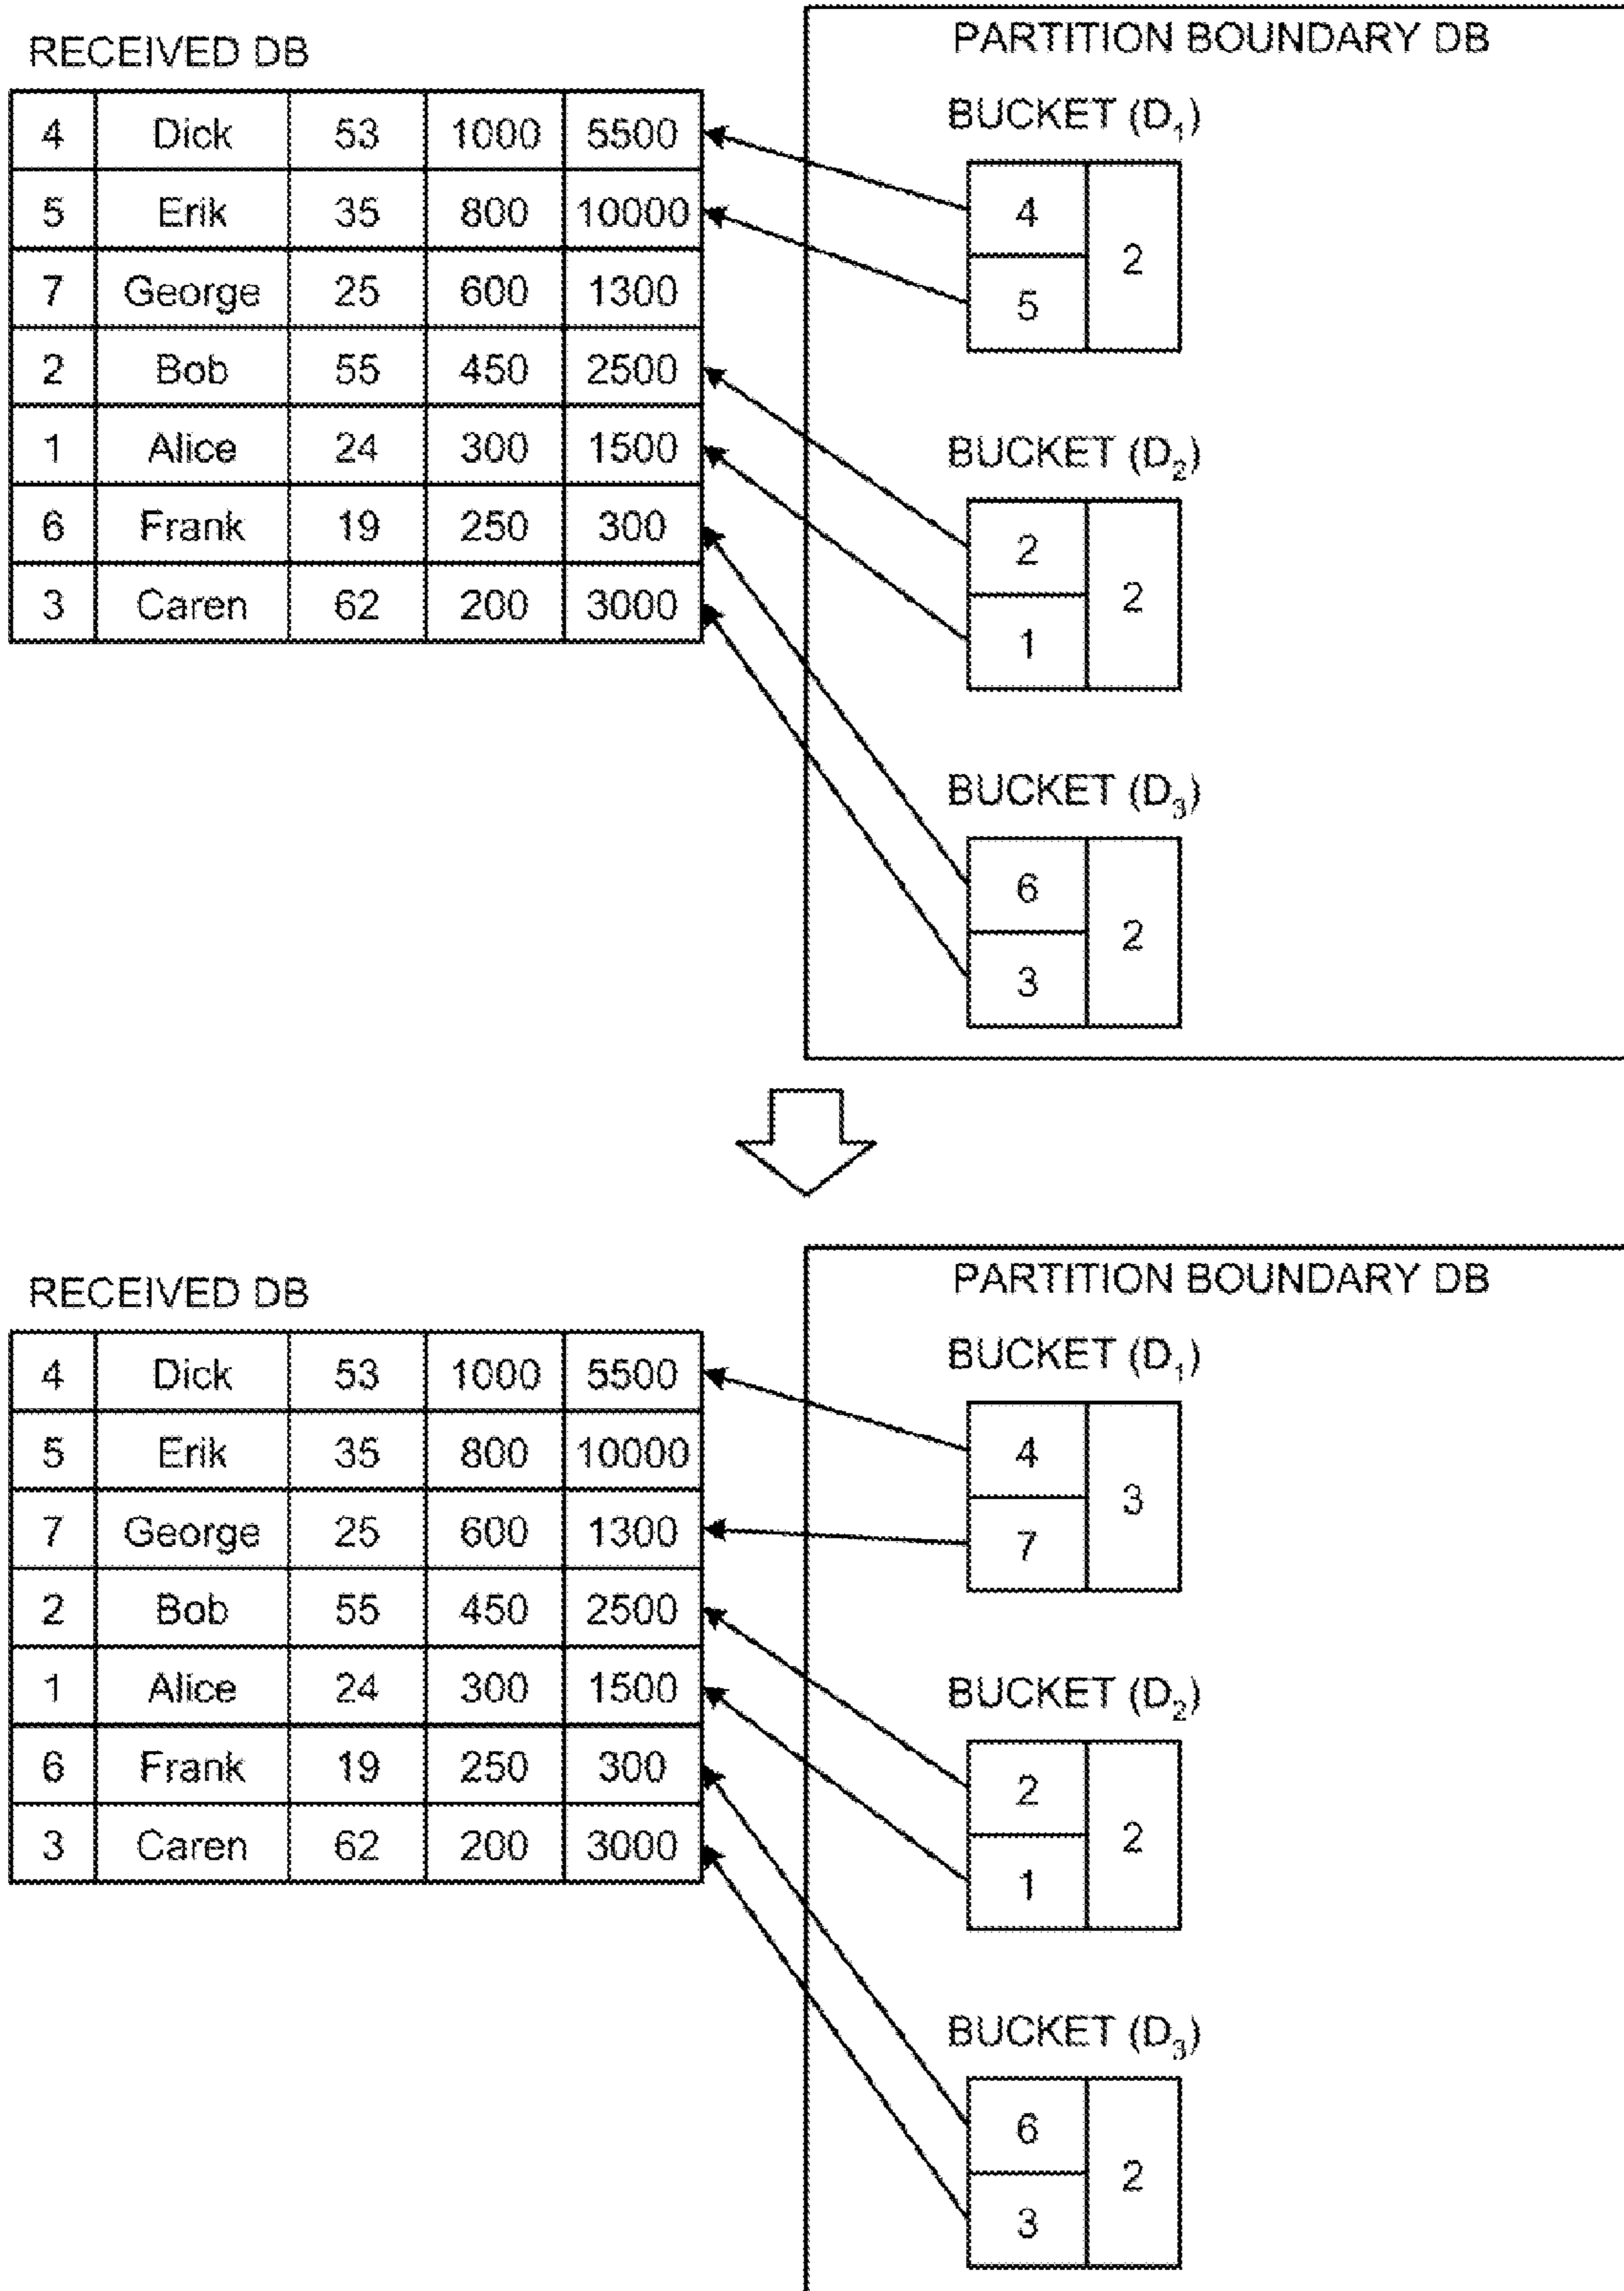 RECEIVED DB
4 Dick 53 1000 5500
5 Erik 35 800 10000
7 George 25 600 1300
2 Bob 55 450 2500
1 Alice 24 300 1500
6 Frank 19 250 300
3 Caren 62 200 3000
PARTITION BOUNDARY DB
BUCKET (D₁)
4
5
2
BUCKET (D₂)
2
1
2
BUCKET (D₃)
6
3
2
RECEIVED DB
4 Dick 53 1000 5500
5 Erik 35 800 10000
7 George 25 600 1300
2 Bob 55 450 2500
1 Alice 24 300 1500
6 Frank 19 250 300
3 Caren 62 200 3000
PARTITION BOUNDARY DB
BUCKET (D₁)
4
7
3
BUCKET (D₂)
2
1
2
BUCKET (D₃)
6
3
2